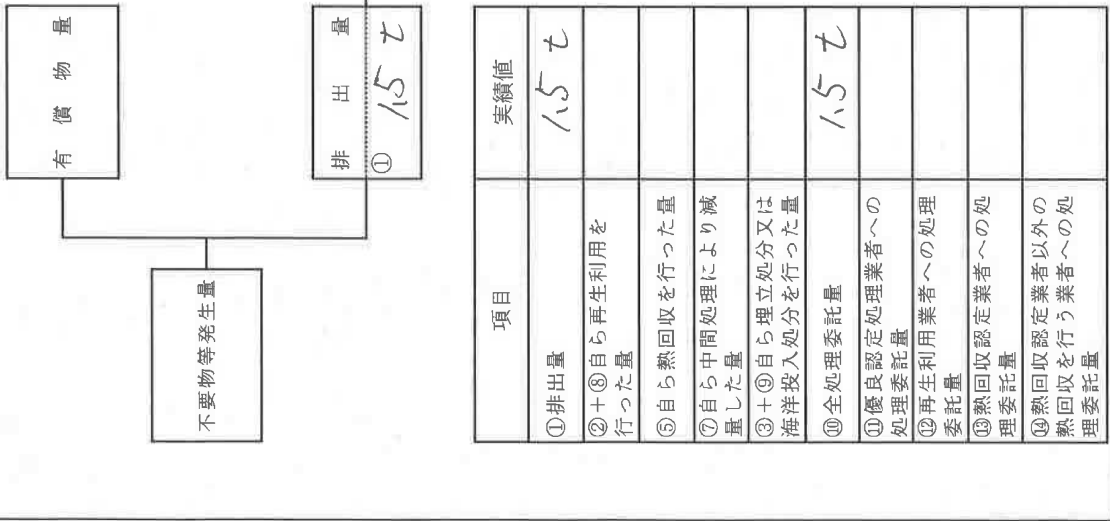 有償物量
不要物等発生量
排出量
①
1.5 t
項目 実績値
①排出量 1.5 t
②+⑧自ら再生利用を
行った量
⑤自ら熱回収を行った量
⑦自ら中間処理により減
量した量
③+⑨自ら埋立処分又は
海洋投入処分を行った量
⑩全処理委託量 1.5 t
⑪優良認定処理業者への
処理委託量
⑫再生利用業者への処理
委託量
⑬熱回収認定業者への処
理委託量
⑭熱回収認定業者以外の
熱回収を行う業者への処
理委託量